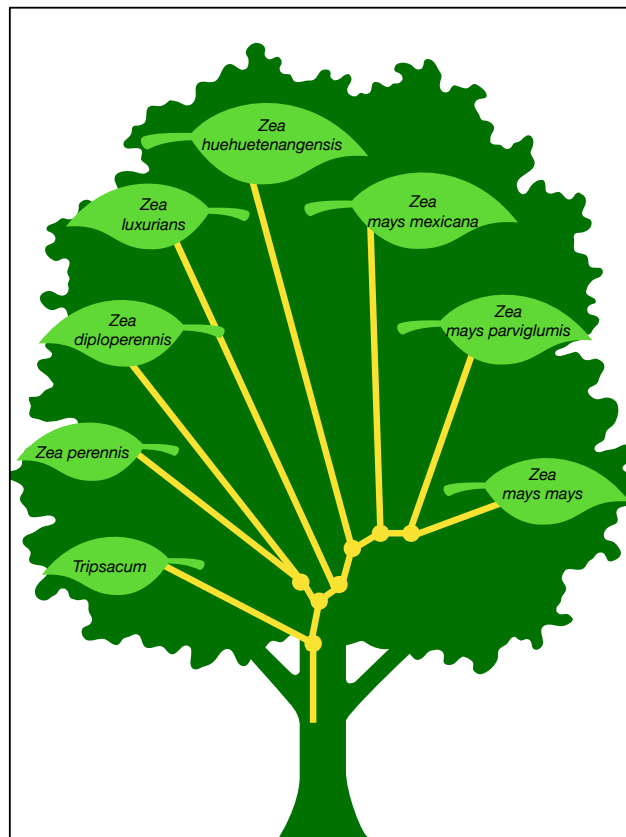 Zea
huehuetenangensis
Zea
luxurians
Zea
mays mexicana
Zea
diploperennis
Zea
mays parviglumis
Zea perennis
Zea
mays mays
Tripsacum